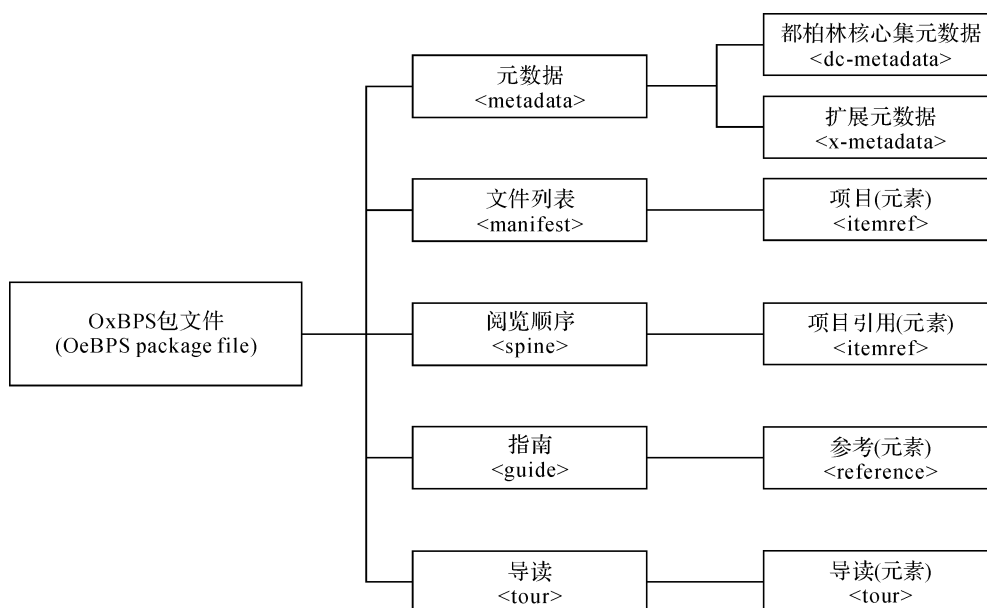 OxBPS包文件
(OeBPS package file)
元数据
<metadata>
都柏林核心集元数据
<dc-metadata>
扩展元数据
<x-metadata>
文件列表
<manifest>
项目(元素)
<itemref>
阅览顺序
<spine>
项目引用(元素)
<itemref>
指南
<guide>
参考(元素)
<reference>
导读
<tour>
导读(元素)
<tour>